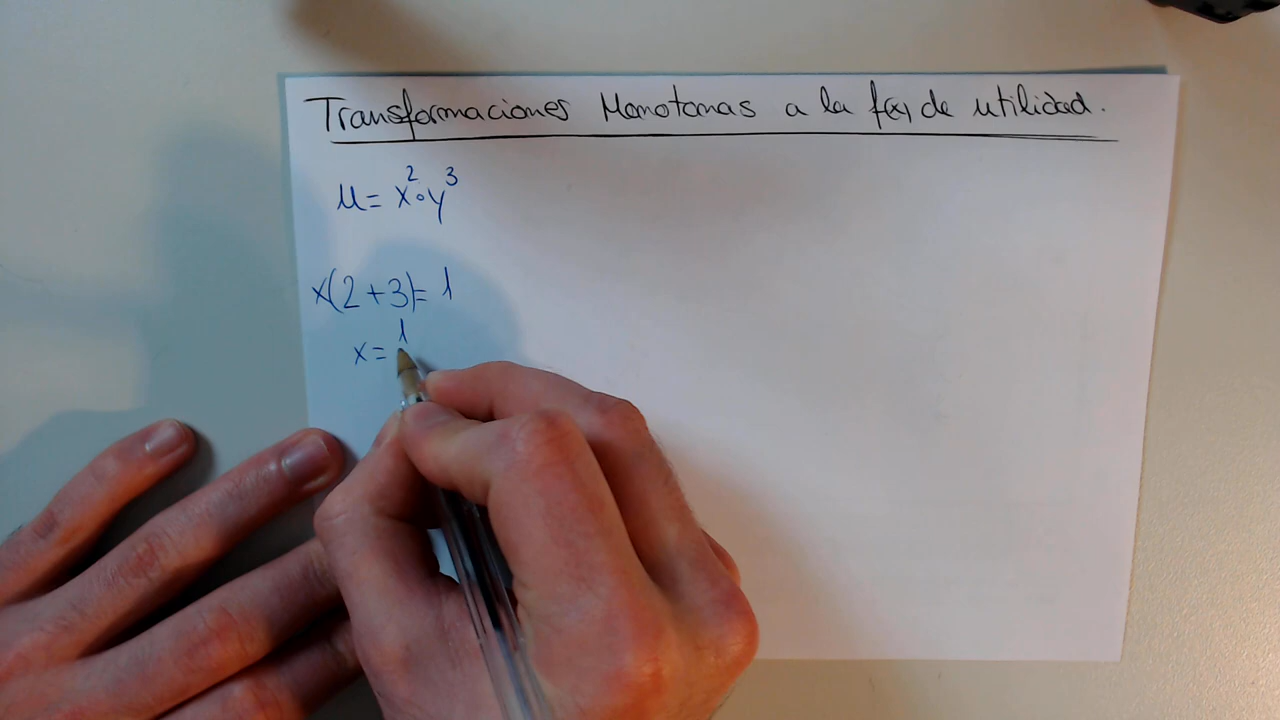 Transformaciones Monotonas a la f(x) de utilidad.
u = x²∘y³
x(2+3)= 1
x = 1